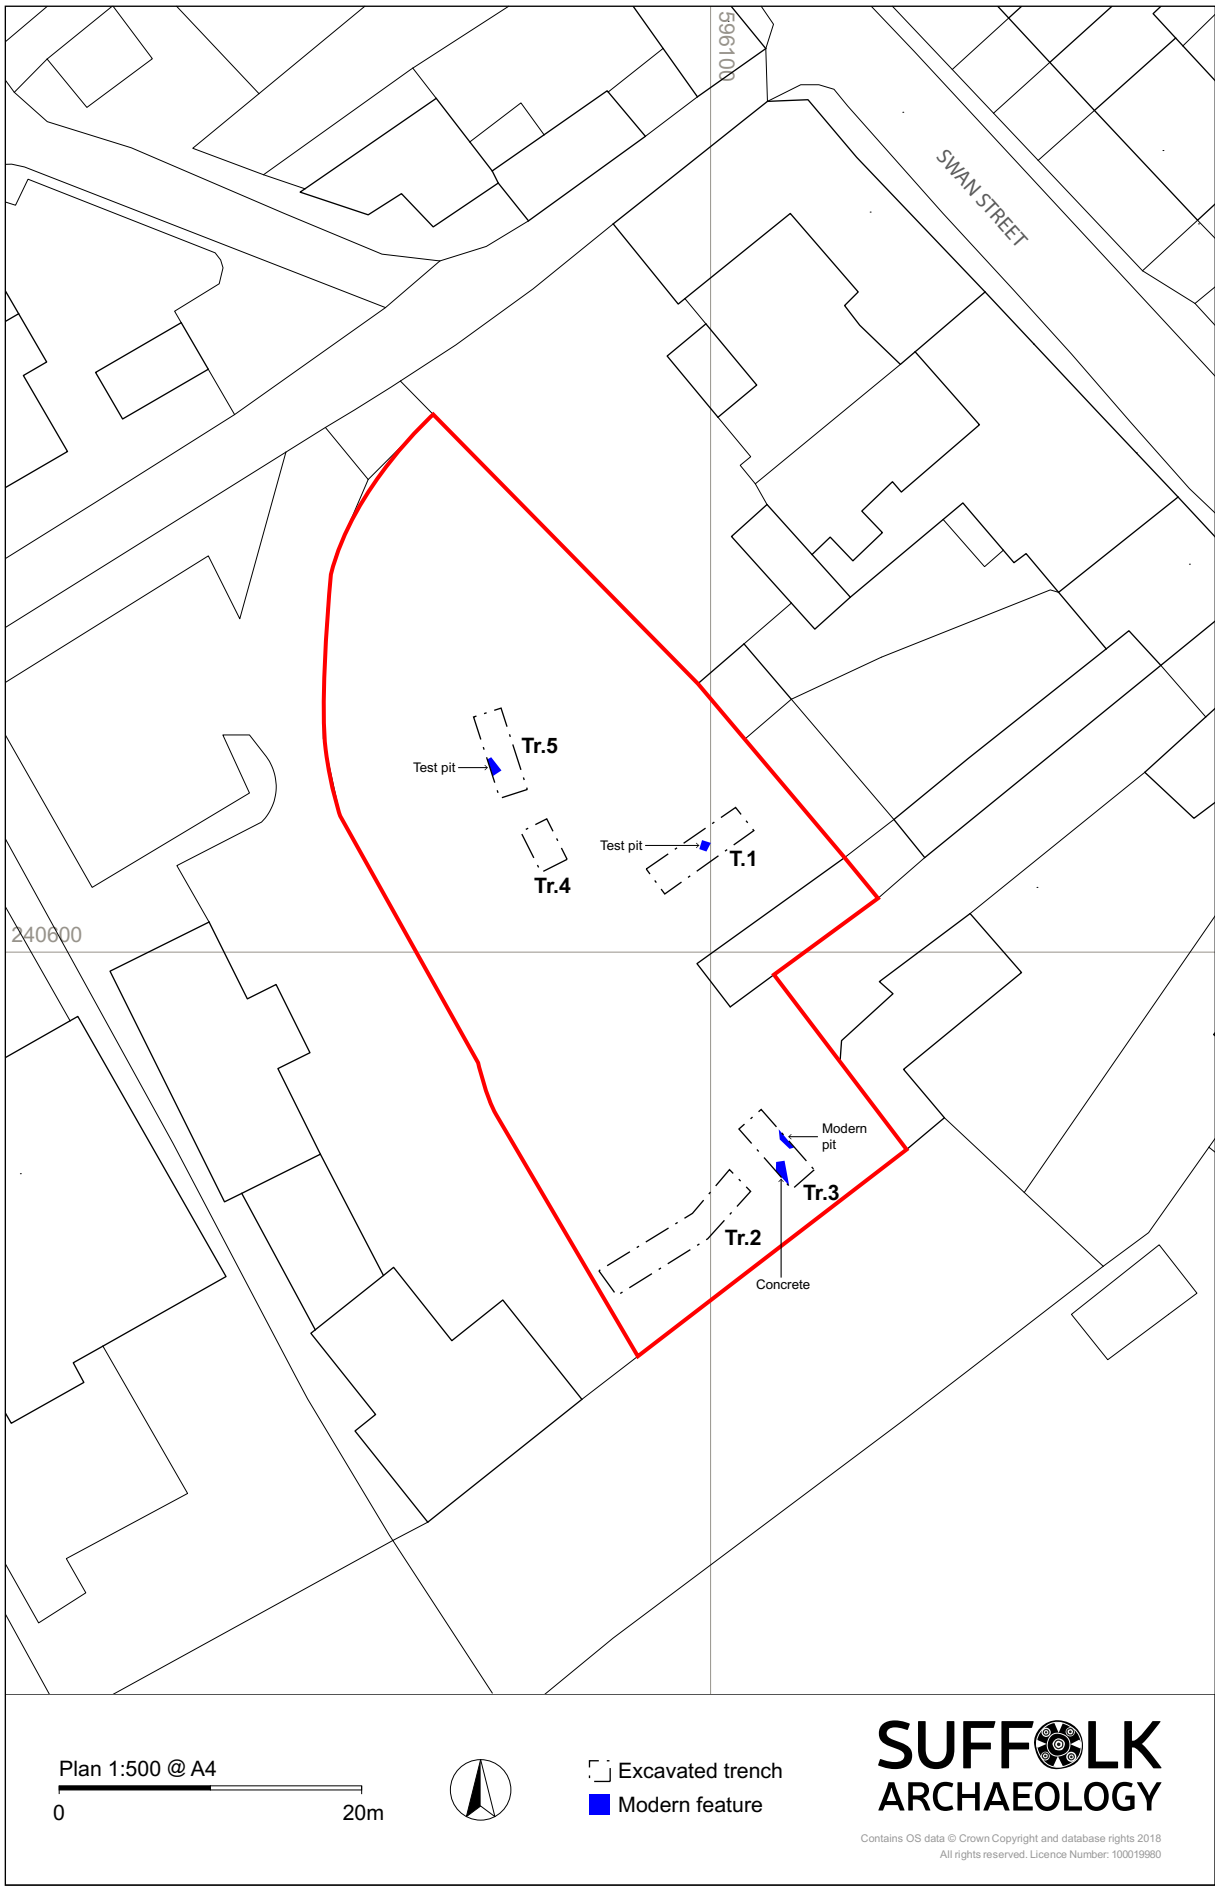 596100
SWAN STREET
Tr.5
Test pit
Test pit
T.1
Tr.4
240600
Modern
pit
Tr.3
Tr.2
Concrete
Plan 1:500 @ A4
0 20m
Excavated trench
Modern feature
SUFFOLK
ARCHAEOLOGY
Contains OS data © Crown Copyright and database rights 2018
All rights reserved. Licence Number: 100019980